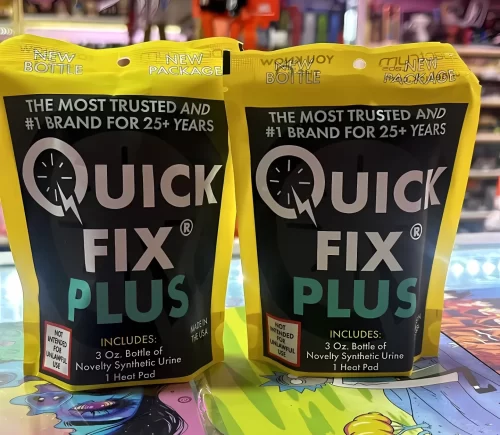 NEW
BOTTLE
NEW
PACKAGE
THE MOST TRUSTED AND
#1 BRAND FOR 25+ YEARS
QUICK
FIX®
PLUS
MADE IN
THE USA
NOT
INTENDED
FOR
UNLAWFUL
USE
INCLUDES:
3 Oz. Bottle of
Novelty Synthetic Urine
1 Heat Pad
NEW
BOTTLE
NEW
PACKAGE
THE MOST TRUSTED AND
#1 BRAND FOR 25+ YEARS
QUICK
FIX®
PLUS
NOT
INTENDED
FOR
UNLAWFUL
USE
INCLUDES:
3 Oz. Bottle of
Novelty Synthetic Urine
1 Heat Pad